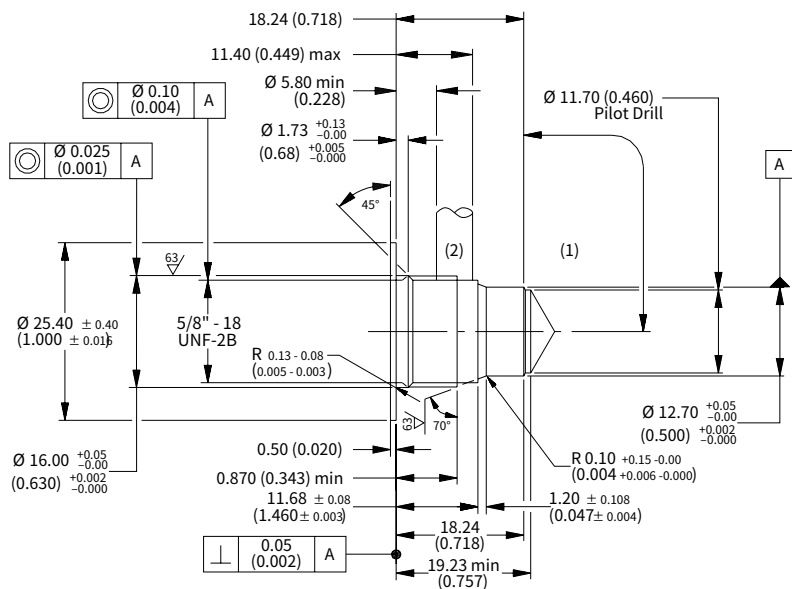 18.24 (0.718)
11.40 (0.449) max
Ø 5.80 min
(0.228)
Ø 0.10
(0.004)
A
Ø 11.70 (0.460)
Pilot Drill
Ø 1.73 +0.13 -0.00
(0.68) +0.005 -0.000
Ø 0.025
(0.001)
A
A
45°
63
(2)
(1)
Ø 25.40 ± 0.40
(1.000 ± 0.016)
5/8" - 18
UNF-2B
R 0.13 - 0.08
(0.005 - 0.003)
63
70°
Ø 12.70 +0.05 -0.00
(0.500) +0.002 -0.000
0.50 (0.020)
Ø 16.00 +0.05 -0.00
(0.630) +0.002 -0.000
R 0.10 +0.15 -0.00
(0.004 +0.006 -0.000)
0.870 (0.343) min
11.68 ± 0.08
(1.460 ± 0.003)
1.20 ± 0.108
(0.047 ± 0.004)
18.24
(0.718)
0.05
(0.002)
A
19.23 min
(0.757)